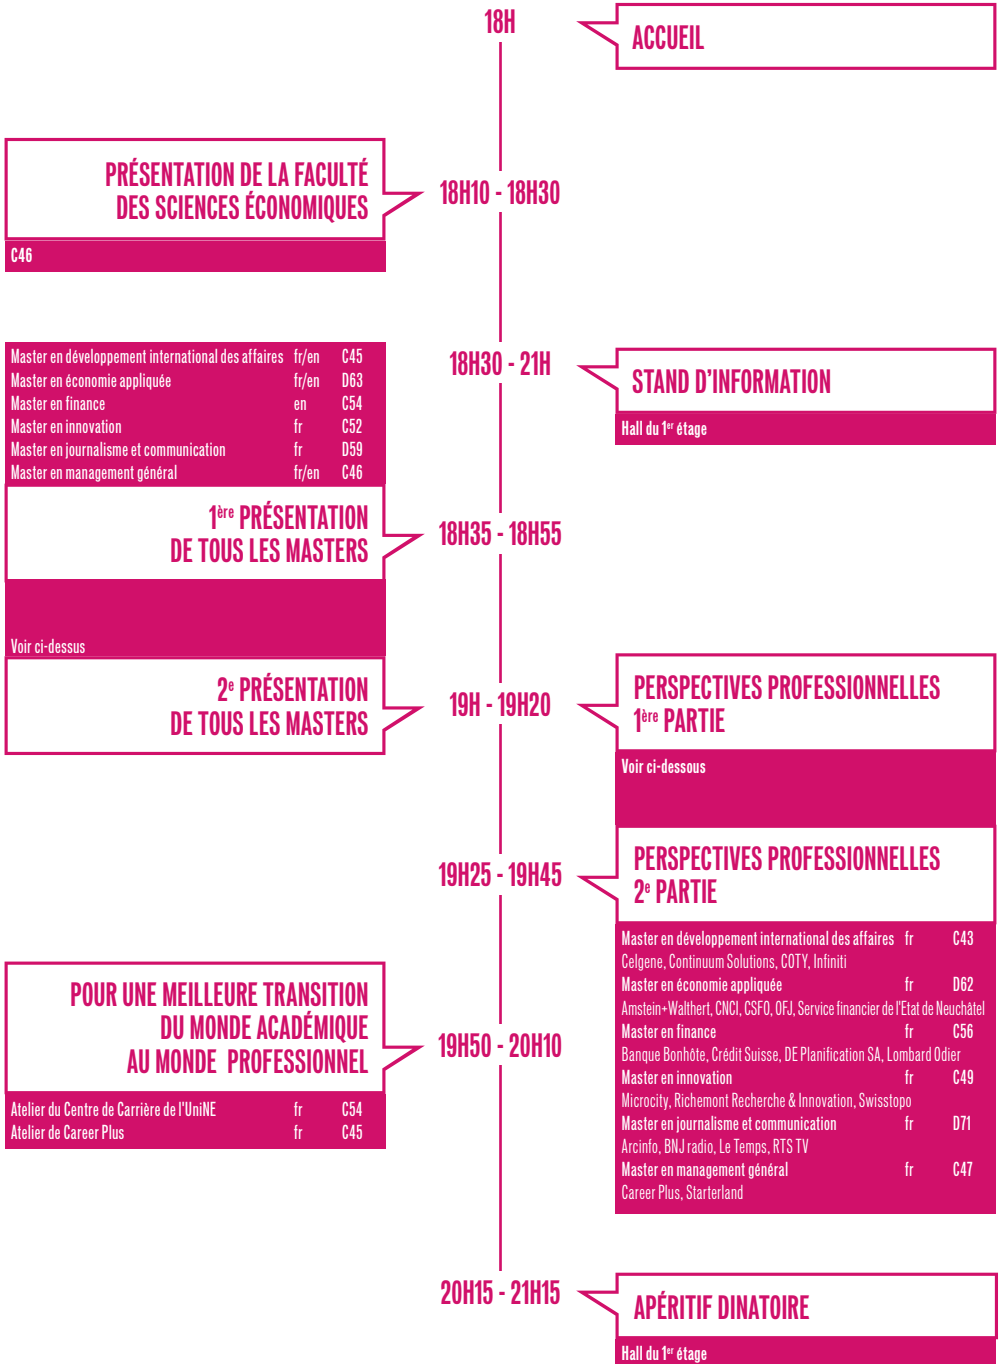 18H
ACCUEIL
PRÉSENTATION DE LA FACULTÉ
DES SCIENCES ÉCONOMIQUES
18H10 - 18H30
C46
Master en développement international des affaires fr/en C45
Master en économie appliquée fr/en D63
Master en finance en C54
Master en innovation fr C52
Master en journalisme et communication fr D59
Master en management général fr/en C46
18H30 - 21H
STAND D'INFORMATION
Hall du 1er étage
1ère PRÉSENTATION
DE TOUS LES MASTERS
18H35 - 18H55
Voir ci-dessus
2e PRÉSENTATION
DE TOUS LES MASTERS
19H - 19H20
PERSPECTIVES PROFESSIONNELLES
1ère PARTIE
Voir ci-dessous
19H25 - 19H45
PERSPECTIVES PROFESSIONNELLES
2e PARTIE
Master en développement international des affaires fr C43
Celgene, Continuum Solutions, COTY, Infiniti
Master en économie appliquée fr D62
Amstein+Walthert, CNCI, CSFO, OFJ, Service financier de l'Etat de Neuchâtel
Master en finance fr C56
Banque Bonhôte, Crédit Suisse, DE Planification SA, Lombard Odier
Master en innovation fr C49
Microcity, Richemont Recherche & Innovation, Swisstopo
Master en journalisme et communication fr D71
Arcinfo, BNJ radio, Le Temps, RTS TV
Master en management général fr C47
Career Plus, Starterland
POUR UNE MEILLEURE TRANSITION
DU MONDE ACADÉMIQUE
AU MONDE PROFESSIONNEL
19H50 - 20H10
Atelier du Centre de Carrière de l'UniNE fr C54
Atelier de Career Plus fr C45
20H15 - 21H15
APÉRITIF DINATOIRE
Hall du 1er étage